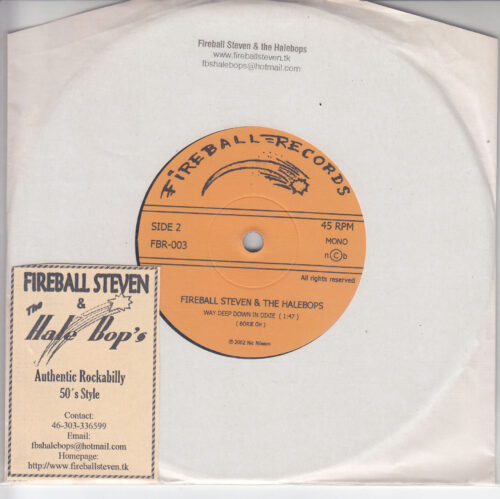 Fireball Steven & the Halebops
www.fireballsteven.tk
fbshalebops@hotmail.com
FIREBALL RECORDS
SIDE 2
FBR-003
45 RPM
MONO
n©b
All rights reserved
FIREBALL STEVEN & THE HALEBOPS
WAY DEEP DOWN IN DIXIE ( 1:47 )
© 2002 Nic Nilsson
FIREBALL STEVEN
&
The
Hale Bop's
Authentic Rockabilly
50´s Style
Contact:
46-303-336599
Email:
fbshalebops@hotmail.com
Homepage:
http://www.fireballsteven.tk